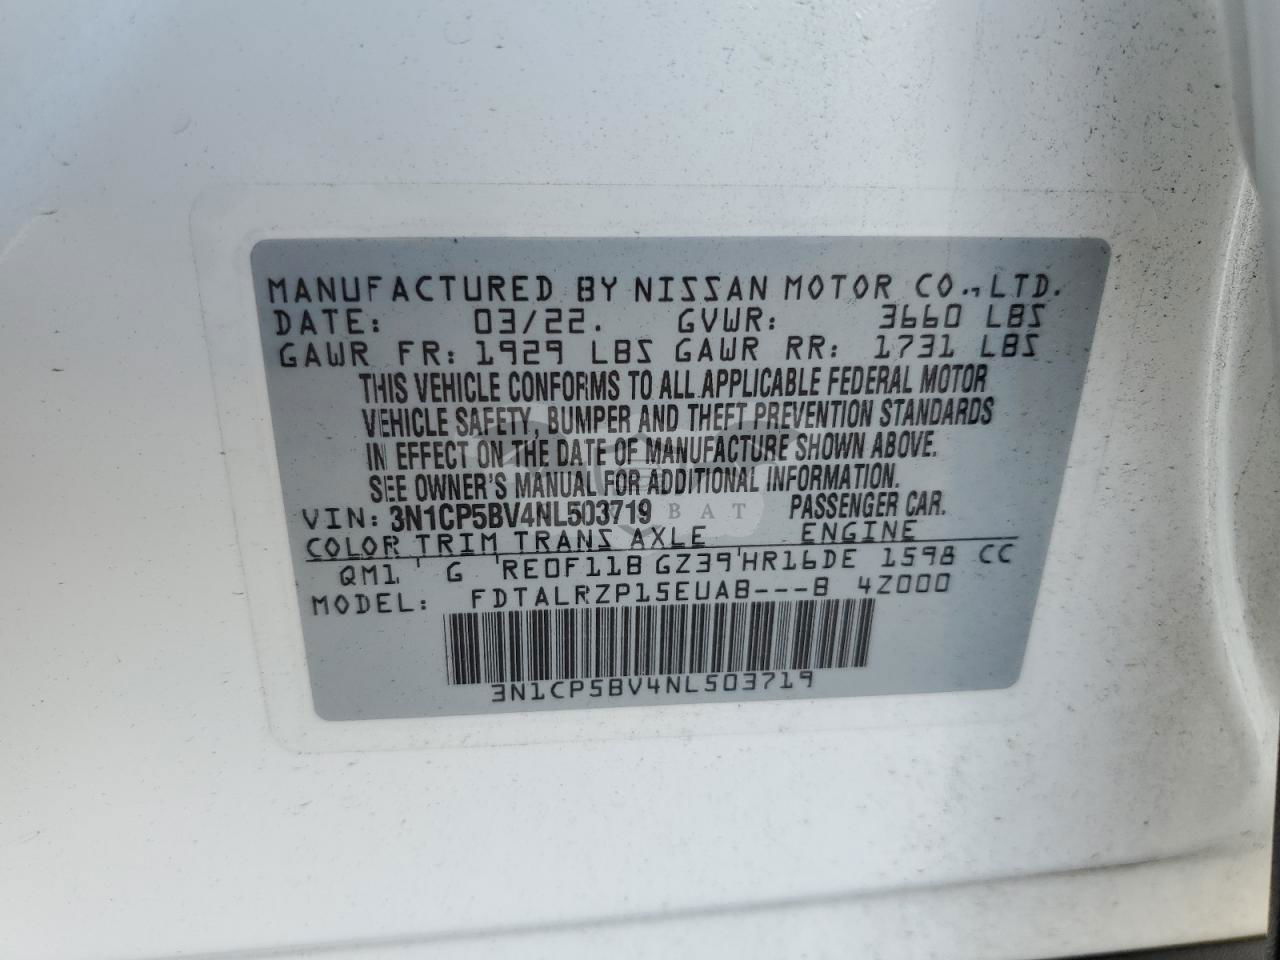 MANUFACTURED BY NISSAN MOTOR CO., LTD.
DATE: 03/22. GVWR: 3660 LBS
GAWR FR: 1929 LBS GAWR RR: 1731 LBS
THIS VEHICLE CONFORMS TO ALL APPLICABLE FEDERAL MOTOR
VEHICLE SAFETY, BUMPER AND THEFT PREVENTION STANDARDS
IN EFFECT ON THE DATE OF MANUFACTURE SHOWN ABOVE.
SEE OWNER'S MANUAL FOR ADDITIONAL INFORMATION.
VIN: 3N1CP5BV4NL503719 PASSENGER CAR.
COLOR TRIM TRANS AXLE ENGINE
QM1 G RE0F11B GZ39 HR16DE 1598 CC
MODEL: FDTALRZP15EUAB---B 4Z000
3N1CP5BV4NL503719